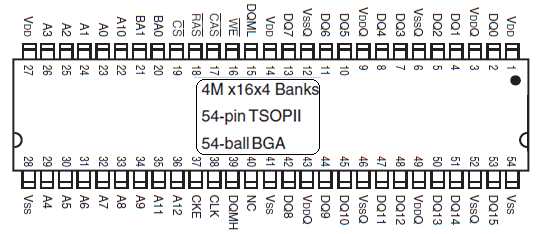 VDD A3 A2 A1 A0 A10 BA1 BA0 CS RAS CAS WE DQML VDD DQ7 VSSQ DQ6 DQ5 VDDQ DQ4 DQ3 VSSQ DQ2 DQ1 VDDQ DQ0 VDD
27 26 25 24 23 22 21 20 19 18 17 16 15 14 13 12 11 10 9 8 7 6 5 4 3 2 1
4M x16x4 Banks
54-pin TSOPII
54-ball BGA
28 29 30 31 32 33 34 35 36 37 38 39 40 41 42 43 44 45 46 47 48 49 50 51 52 53 54
VSS A4 A5 A6 A7 A8 A9 A11 A12 CKE CLK DQMH NC VSS DQ8 VDDQ DQ9 DQ10 VSSQ DQ11 DQ12 VDDQ DQ13 DQ14 VSSQ DQ15 VSS